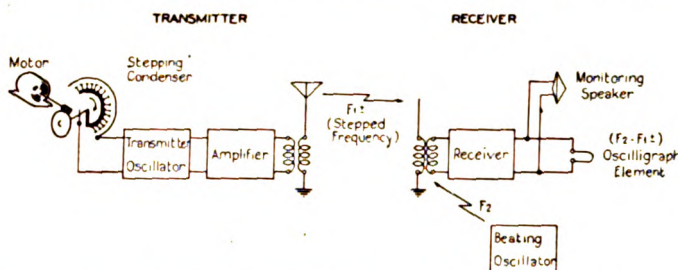 TRANSMITTER
RECEIVER
Motor
Stepping
Condenser
Monitoring
Speaker
F1±
(Stepped
Frequency)
Transmitter
Oscillator
Amplifier
Receiver
(F2-F1±)
Oscilligraph
Element
F2
Beating
Oscillator